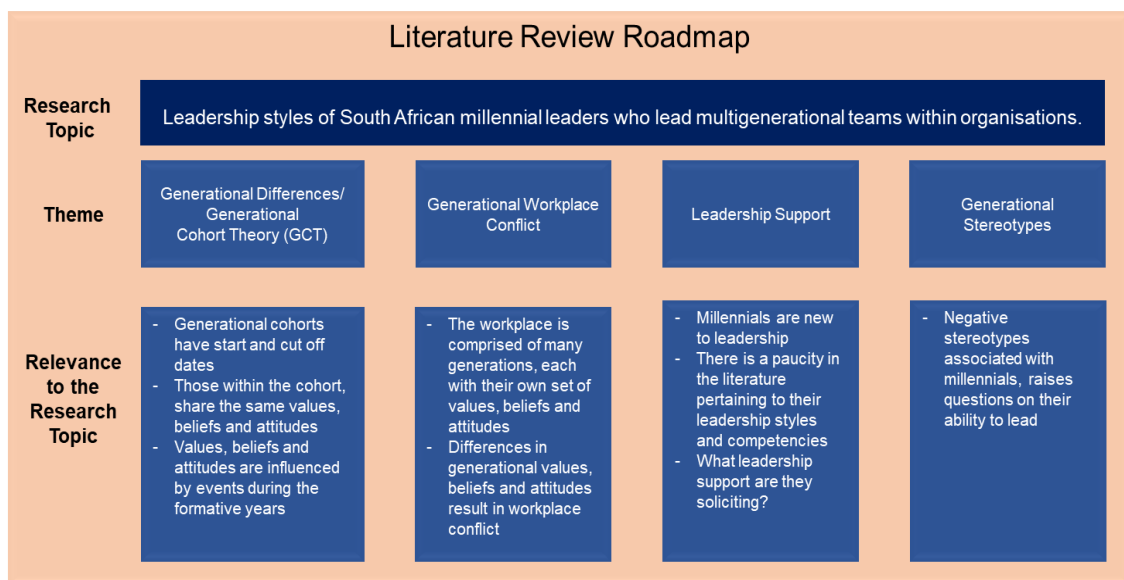 Literature Review Roadmap
Research
Topic
Leadership styles of South African millennial leaders who lead multigenerational teams within organisations.
Theme
Generational Differences/
Generational
Cohort Theory (GCT)
Generational Workplace
Conflict
Leadership Support
Generational
Stereotypes
Relevance
to the
Research
Topic
- Generational cohorts
have start and cut off
dates
- Those within the cohort,
share the same values,
beliefs and attitudes
- Values, beliefs and
attitudes are influenced
by events during the
formative years
- The workplace is
comprised of many
generations, each
with their own set of
values, beliefs and
attitudes
- Differences in
generational values,
beliefs and attitudes
result in workplace
conflict
- Millennials are new
to leadership
- There is a paucity in
the literature
pertaining to their
leadership styles
and competencies
- What leadership
support are they
soliciting?
- Negative
stereotypes
associated with
millennials, raises
questions on their
ability to lead